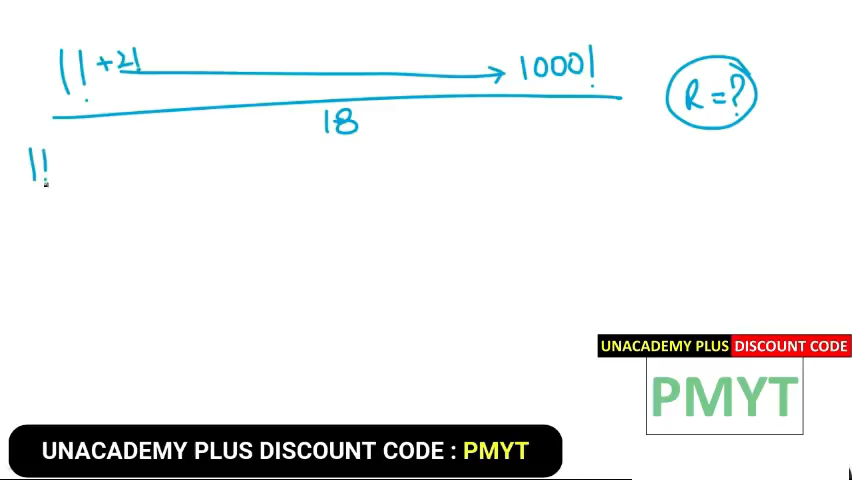 1! + 2! → 1000!
18
R = ?
1!
UNACADEMY PLUS DISCOUNT CODE
PMYT
UNACADEMY PLUS DISCOUNT CODE : PMYT